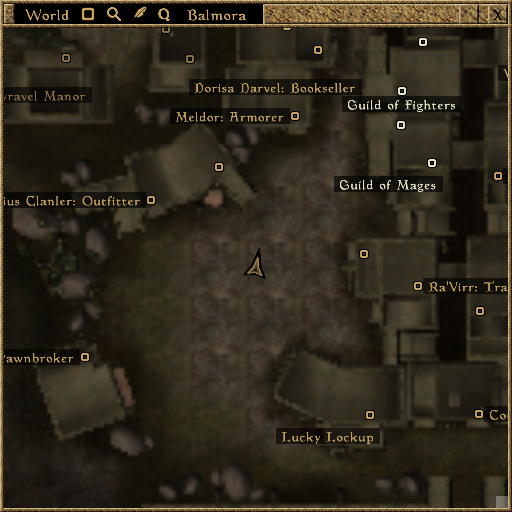 World Balmora X
Dorisa Darvel: Bookseller
vravel Manor
Guild of Fighters
Meldor: Armorer
Guild of Mages
ius Clanler: Outfitter
Ra'Virr: Tra
awnbroker
Co
Lucky Lockup